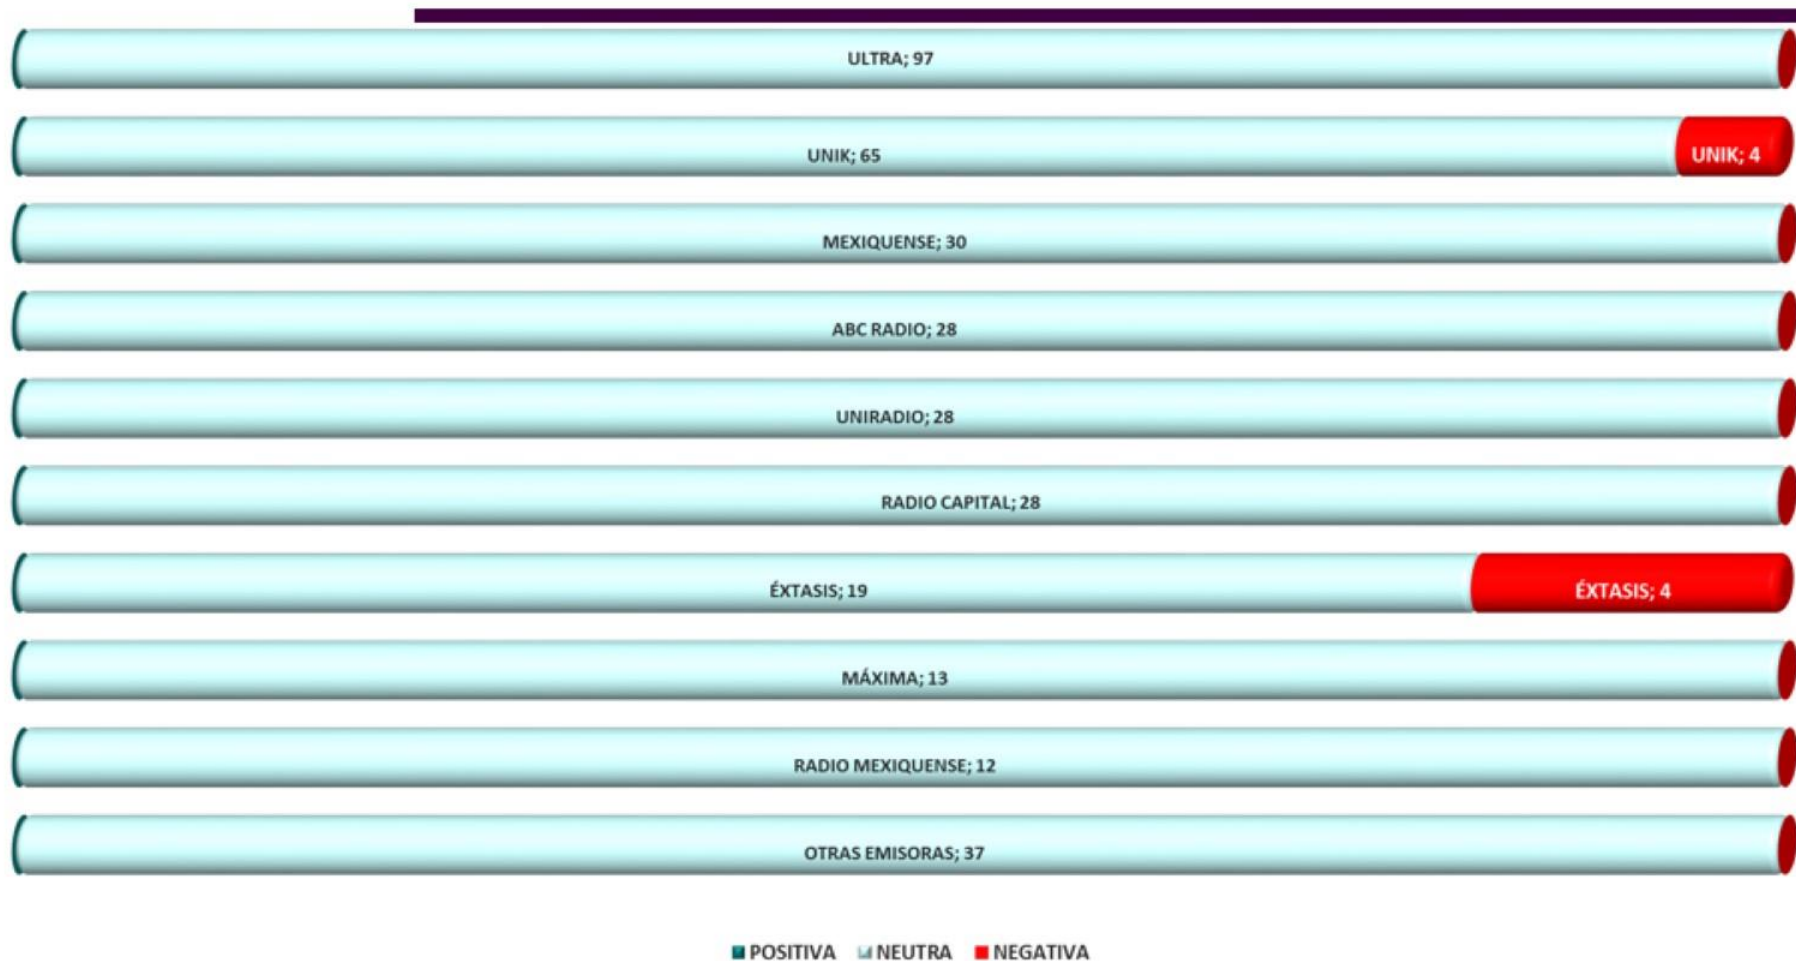 ULTRA; 97
UNIK; 65 UNIK; 4
MEXIQUENSE; 30
ABC RADIO; 28
UNIRADIO; 28
RADIO CAPITAL; 28
ÉXTASIS; 19 ÉXTASIS; 4
MÁXIMA; 13
RADIO MEXIQUENSE; 12
OTRAS EMISORAS; 37
POSITIVA NEUTRA NEGATIVA